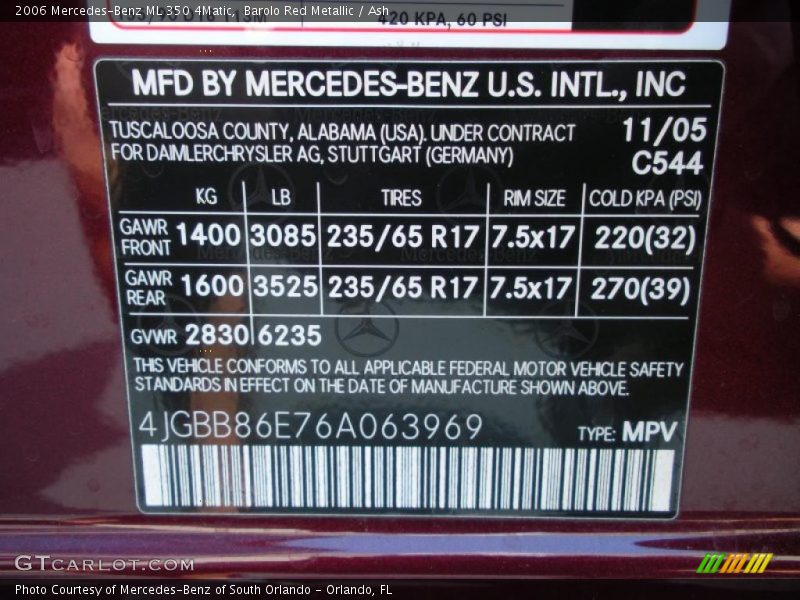 2006 Mercedes-Benz ML 350 4Matic, Barolo Red Metallic / Ash
420 KPA, 60 PSI
MFD BY MERCEDES-BENZ U.S. INTL., INC
TUSCALOOSA COUNTY, ALABAMA (USA). UNDER CONTRACT 11/05
FOR DAIMLERCHRYSLER AG, STUTTGART (GERMANY) C544
KG LB TIRES RIM SIZE COLD KPA (PSI)
GAWR FRONT 1400 3085 235/65 R17 7.5x17 220(32)
GAWR REAR 1600 3525 235/65 R17 7.5x17 270(39)
GVWR 2830 6235
THIS VEHICLE CONFORMS TO ALL APPLICABLE FEDERAL MOTOR VEHICLE SAFETY
STANDARDS IN EFFECT ON THE DATE OF MANUFACTURE SHOWN ABOVE.
4JGBB86E76A063969 TYPE: MPV
GTCARLOT.COM
Photo Courtesy of Mercedes-Benz of South Orlando - Orlando, FL